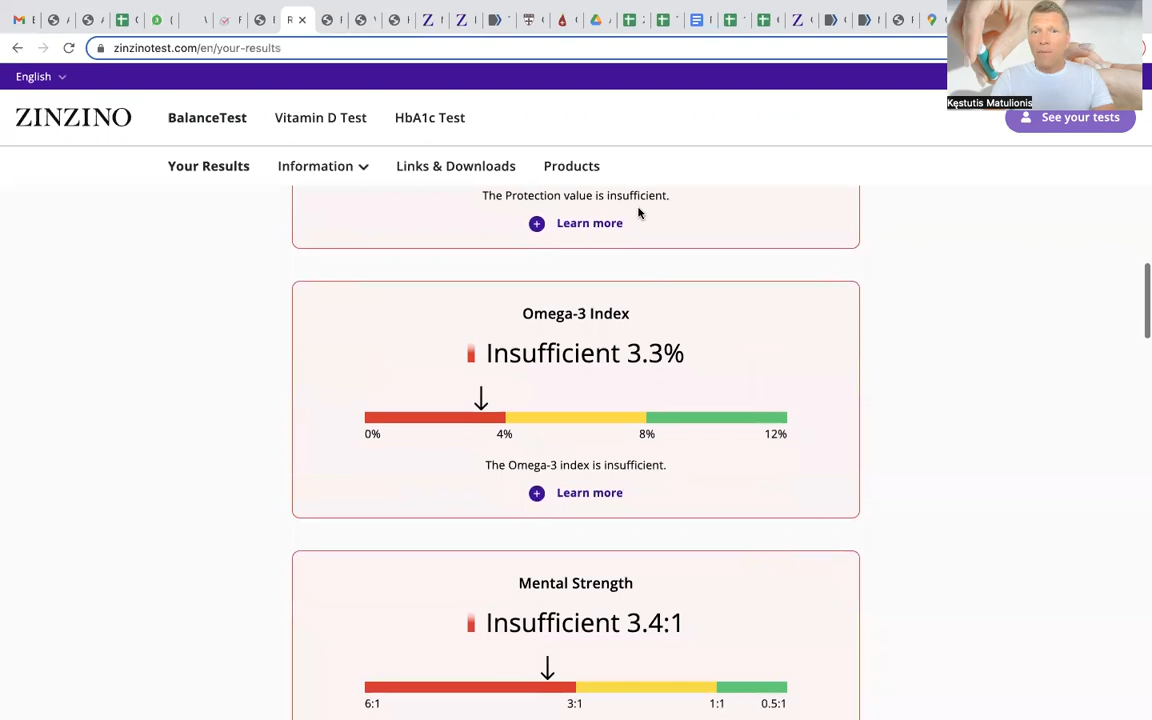 zinzinotest.com/en/your-results
English
Kęstutis Matulionis
ZINZINO
BalanceTest
Vitamin D Test
HbA1c Test
See your tests
Your Results
Information
Links & Downloads
Products
The Protection value is insufficient.
Learn more
Omega-3 Index
Insufficient 3.3%
0%
4%
8%
12%
The Omega-3 index is insufficient.
Learn more
Mental Strength
Insufficient 3.4:1
6:1
3:1
1:1
0.5:1